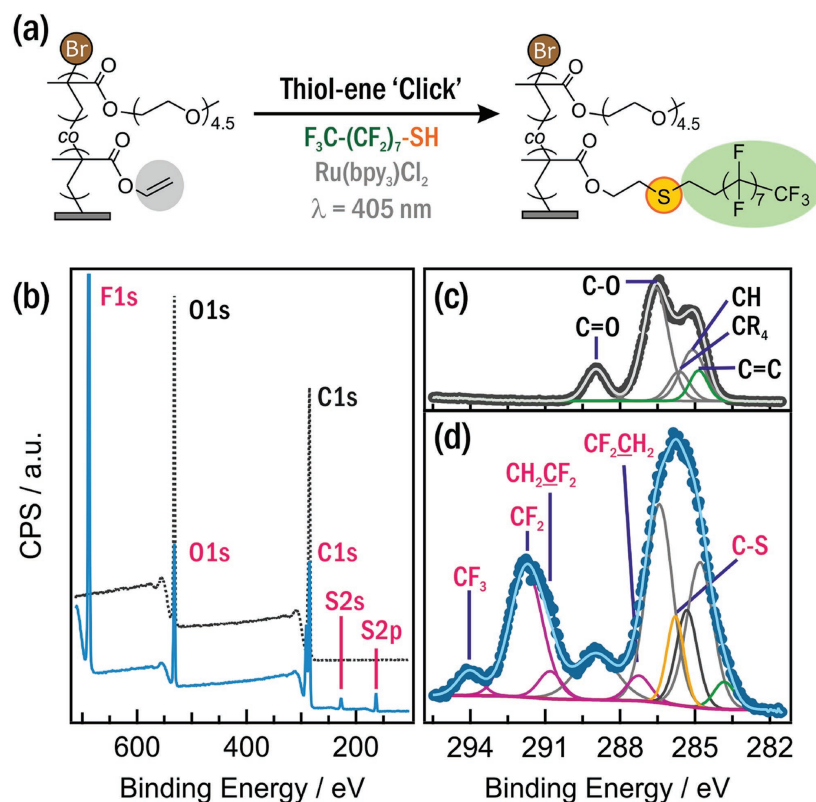 (a)
Br
O
O
O
4.5
co
O
O
Thiol-ene 'Click'
F₃C-(CF₂)₇-SH
Ru(bpy₃)Cl₂
λ = 405 nm
Br
O
O
O
4.5
co
O
O
S
F
F
7
CF₃
(b)
F1s
O1s
C1s
O1s
C1s
S2s
S2p
CPS / a.u.
600
400
200
Binding Energy / eV
(c)
C-O
C=O
CH
CR₄
C=C
(d)
CF₂CH₂
CH₂CF₂
CF₂
CF₃
C-S
294
291
288
285
282
Binding Energy / eV